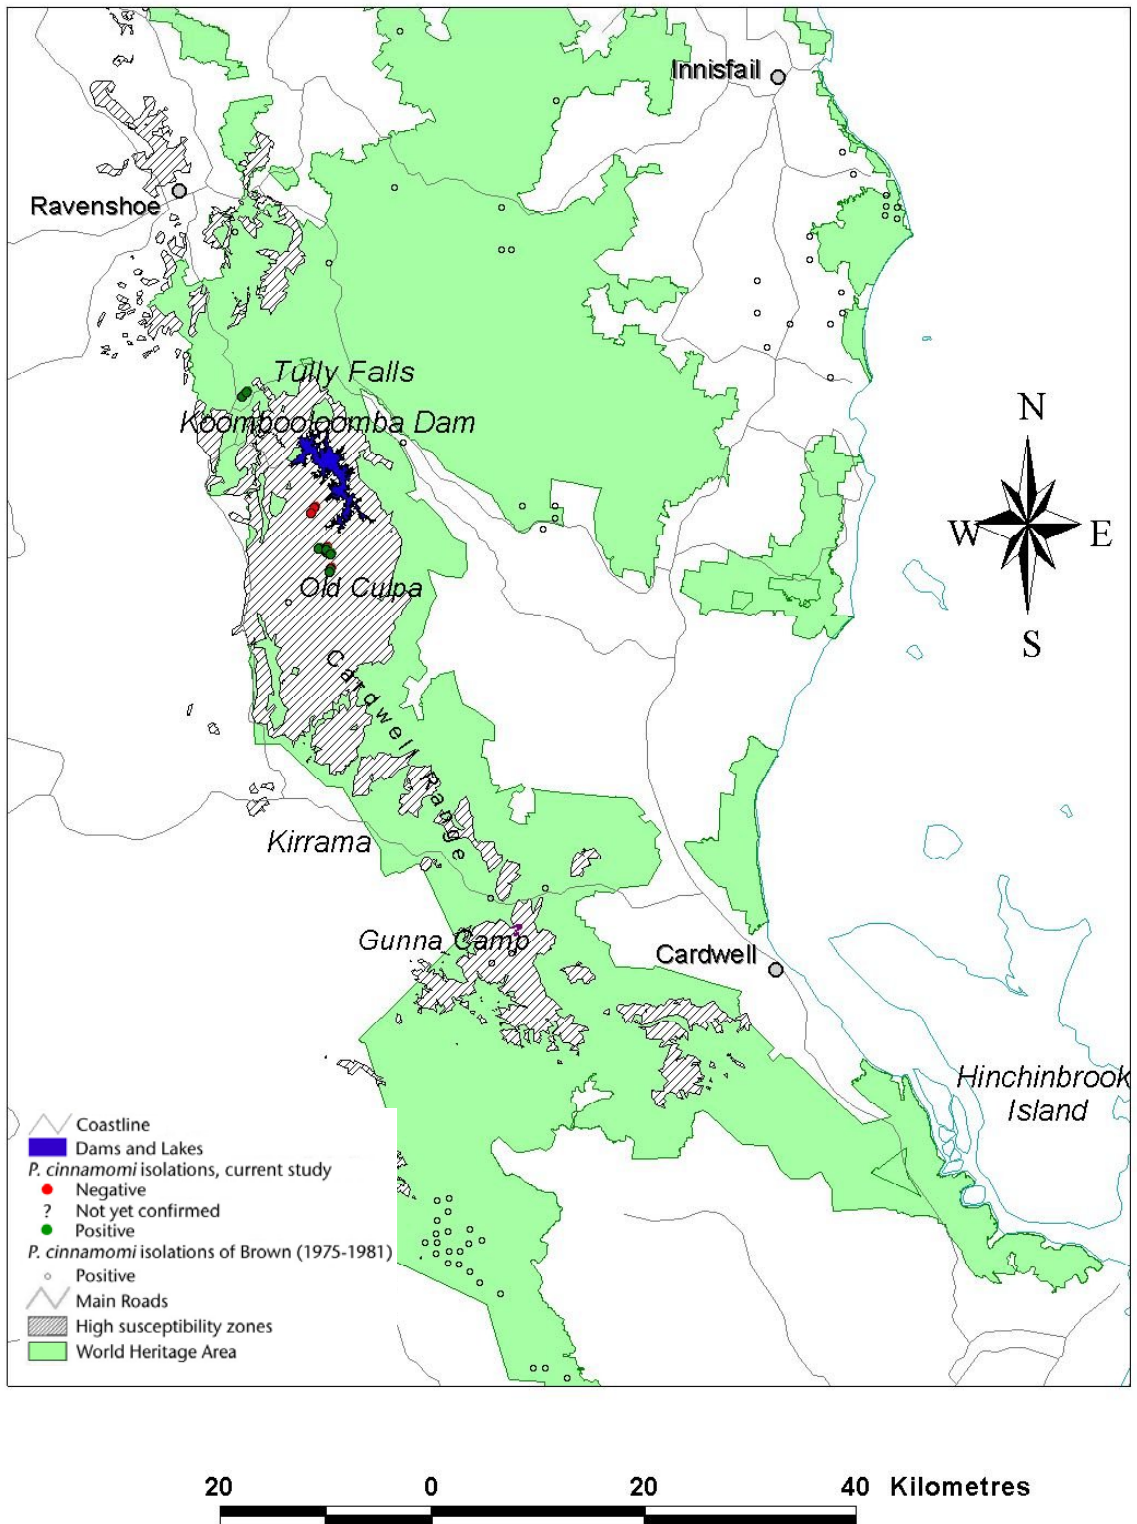 Innisfail
Ravenshoe
Tully Falls
Koombooloomba Dam
N
W E
S
Old Culpa
Cardwell Range
Kirrama
Gunna Camp
Cardwell
Hinchinbrook
Island
Coastline
Dams and Lakes
P. cinnamomi isolations, current study
Negative
? Not yet confirmed
Positive
P. cinnamomi isolations of Brown (1975-1981)
Positive
Main Roads
High susceptibility zones
World Heritage Area
20 0 20 40 Kilometres